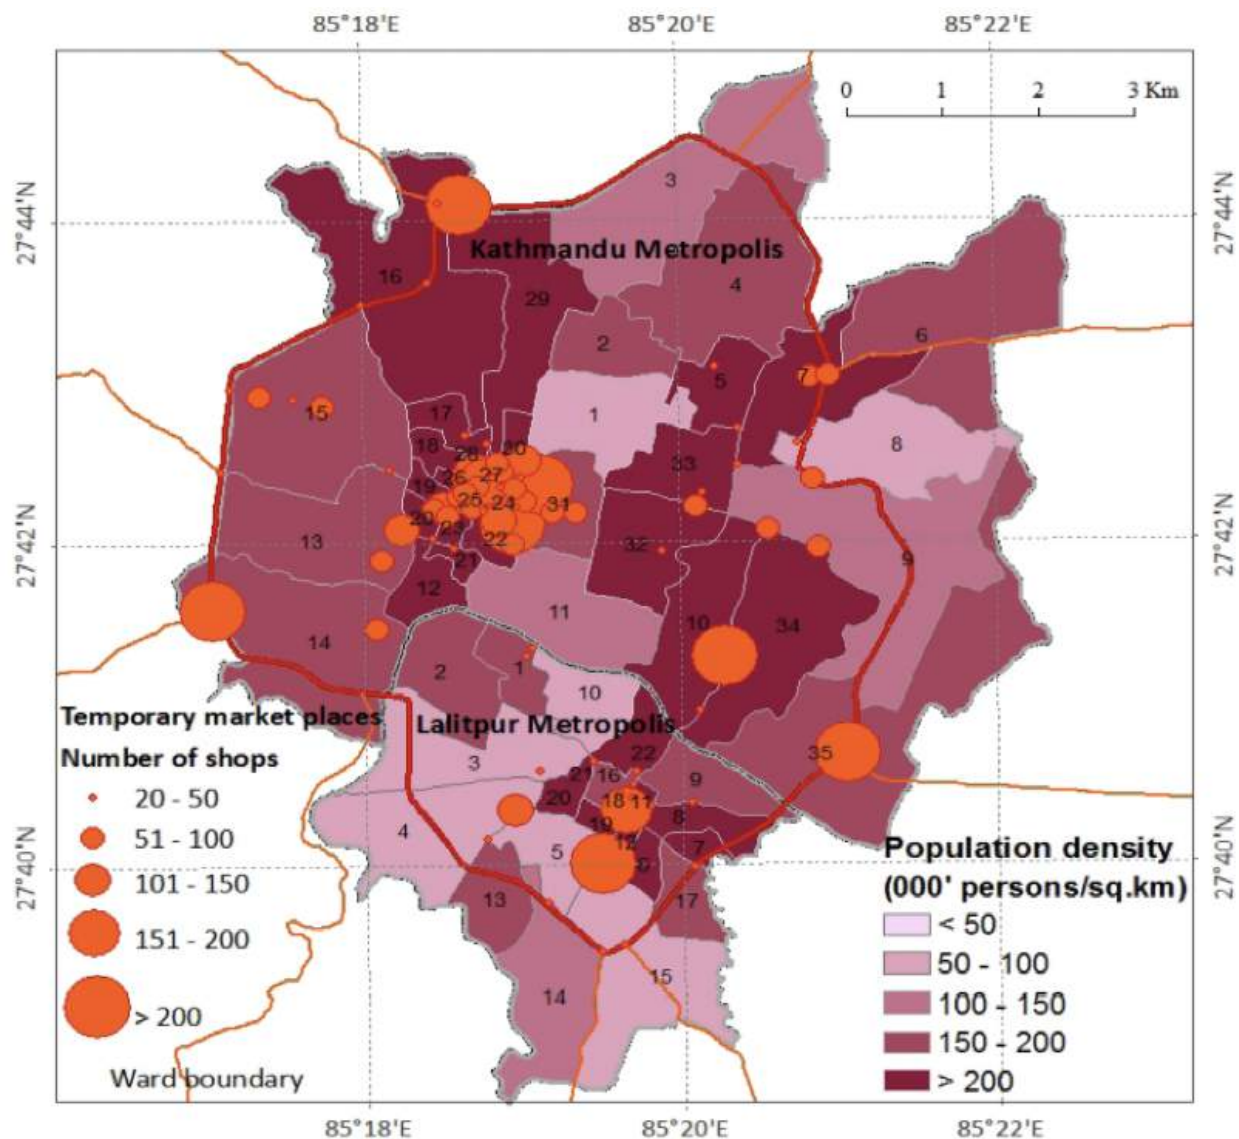 85°18'E
85°20'E
85°22'E
0 1 2 3 Km
27°44'N
27°44'N
3
Kathmandu Metropolis
16
29
4
6
2
7
5
15
1
17
8
18
30
28
33
26
27
19
25
24
31
20
23
22
32
13
21
9
27°42'N
27°42'N
12
11
10
34
14
2
1
10
Temporary market places
Lalitpur Metropolis
35
Number of shops
3
22
21
16
9
20 - 50
20
18
11
8
51 - 100
4
19
12
5
7
6
27°40'N
27°40'N
101 - 150
13
17
151 - 200
15
14
> 200
Ward boundary
Population density
(000' persons/sq.km)
< 50
50 - 100
100 - 150
150 - 200
> 200
85°18'E
85°20'E
85°22'E